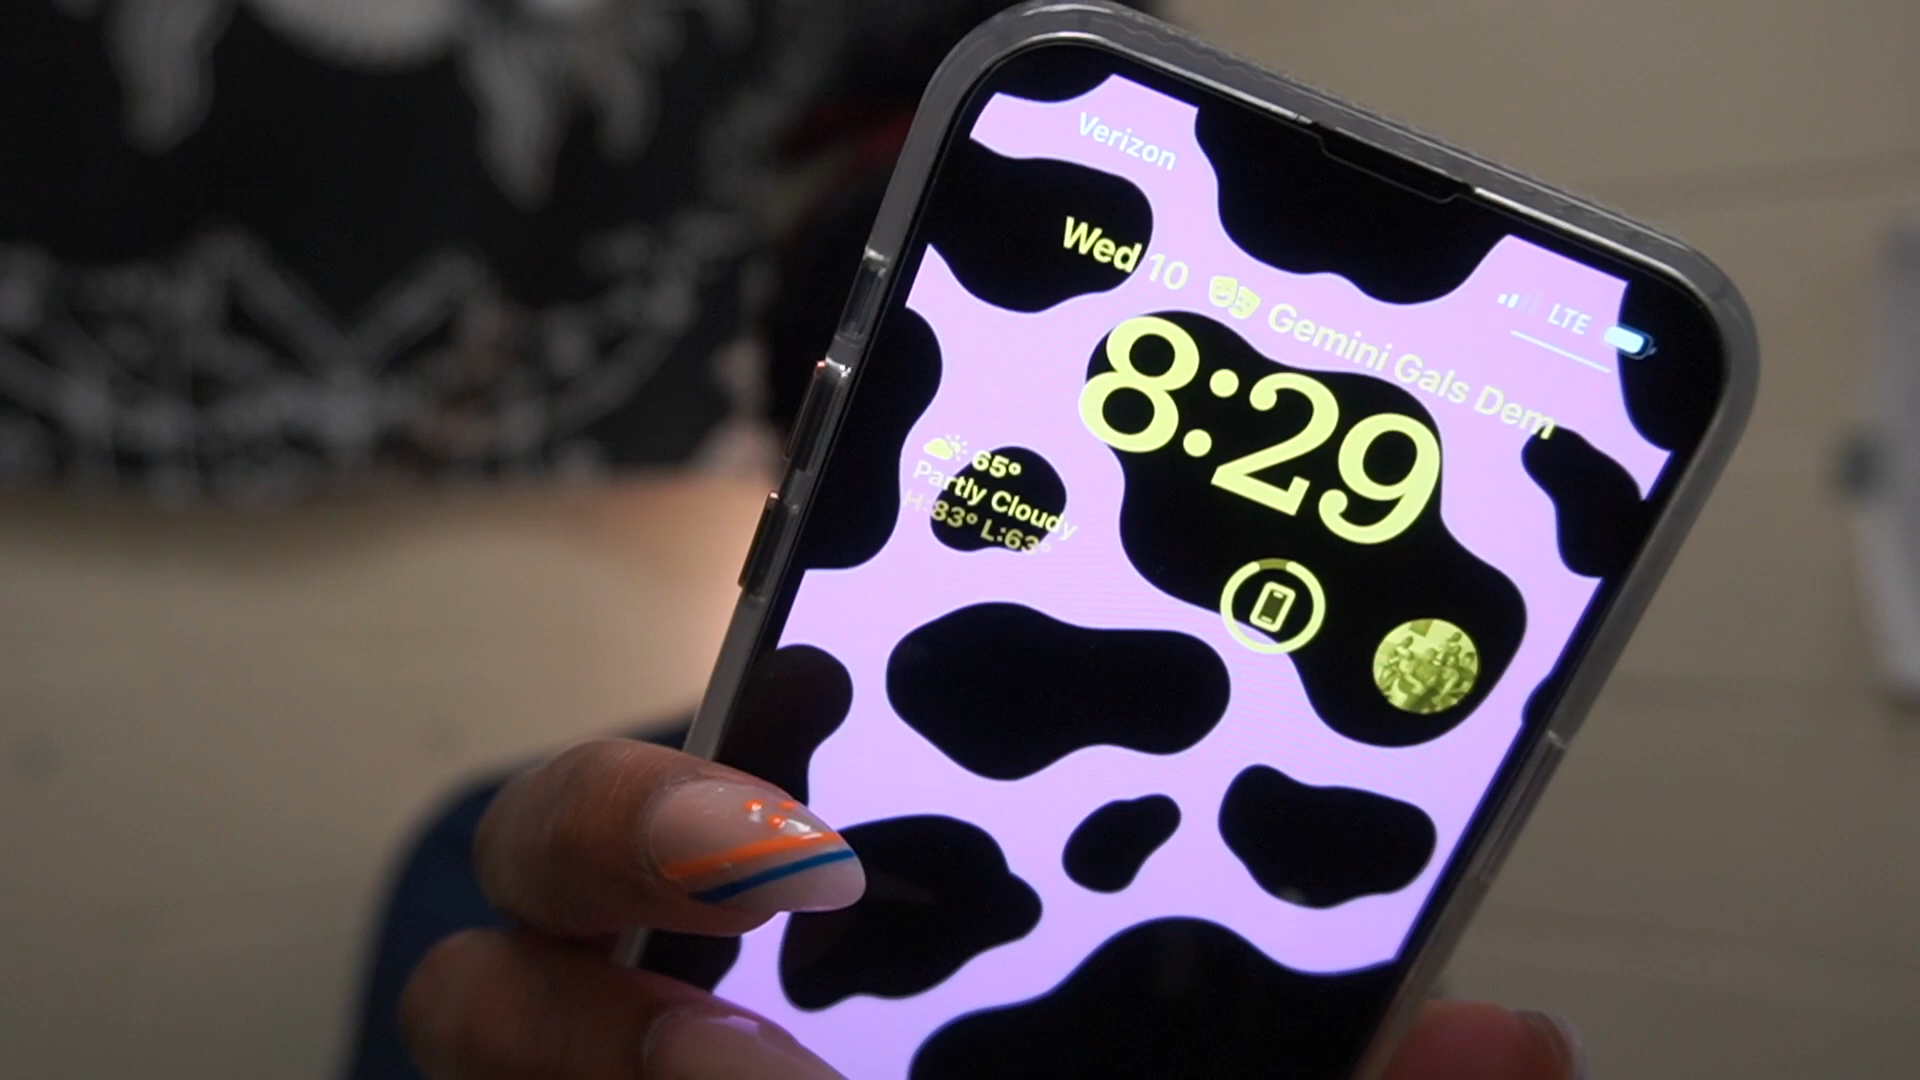 Verizon
LTE
Wed 10 Gemini Gals Dem
8:29
65°
Partly Cloudy
H:83° L:63°